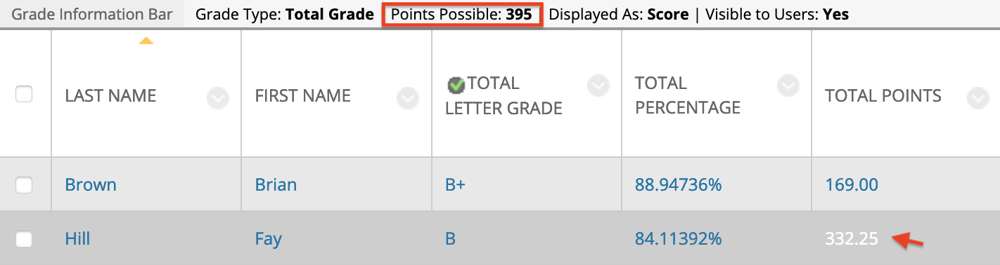 Grade Information Bar Grade Type: Total Grade Points Possible: 395 Displayed As: Score | Visible to Users: Yes
LAST NAME FIRST NAME TOTAL LETTER GRADE TOTAL PERCENTAGE TOTAL POINTS
Brown Brian B+ 88.94736% 169.00
Hill Fay B 84.11392% 332.25